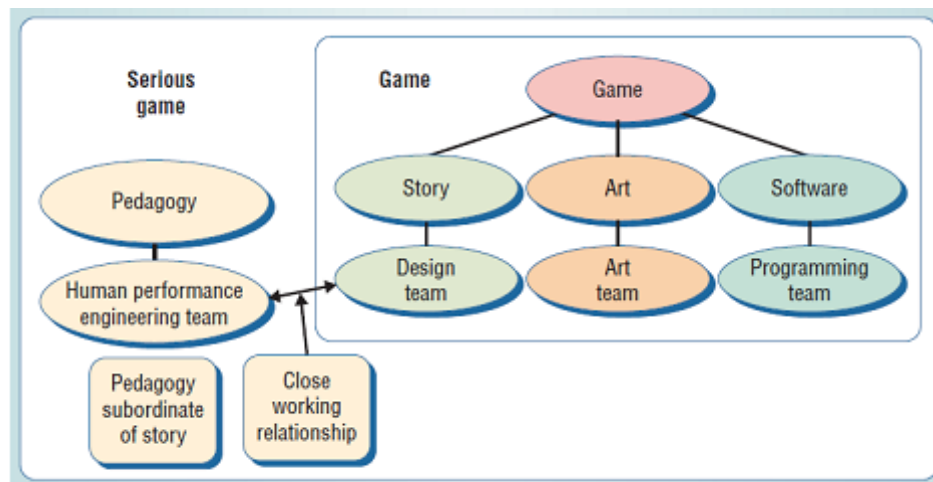 Serious
game
Game
Game
Story
Art
Software
Pedagogy
Design
team
Art
team
Programming
team
Human performance
engineering team
Pedagogy
subordinate
of story
Close
working
relationship